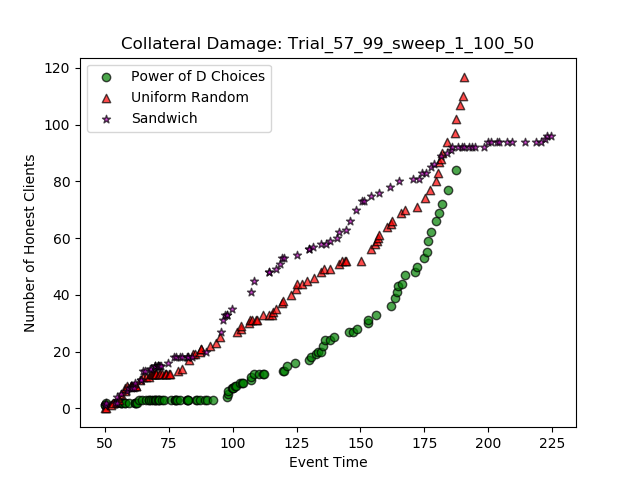 Collateral Damage: Trial_57_99_sweep_1_100_50
Power of D Choices
Uniform Random
Sandwich
Number of Honest Clients
120
100
80
60
40
20
0
50 75 100 125 150 175 200 225
Event Time